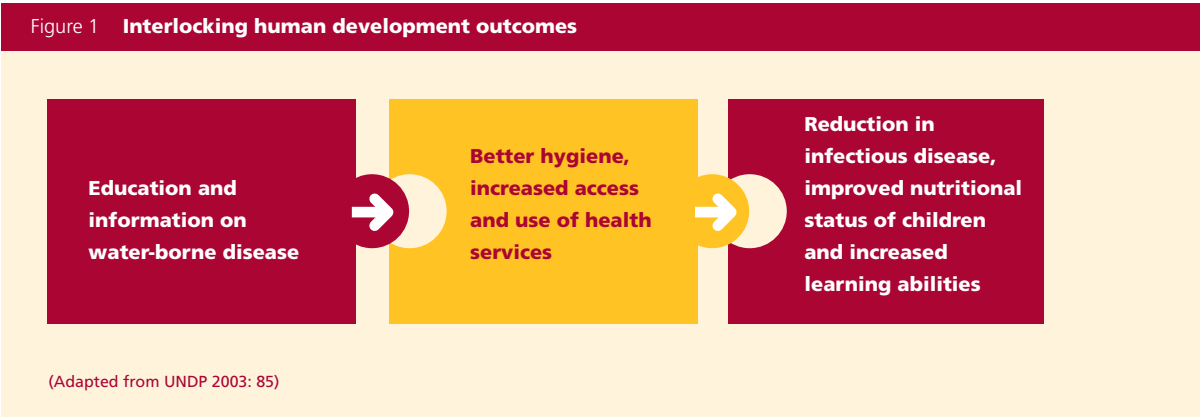 Figure 1 Interlocking human development outcomes
Education and
information on
water-borne disease
Better hygiene,
increased access
and use of health
services
Reduction in
infectious disease,
improved nutritional
status of children
and increased
learning abilities
(Adapted from UNDP 2003: 85)